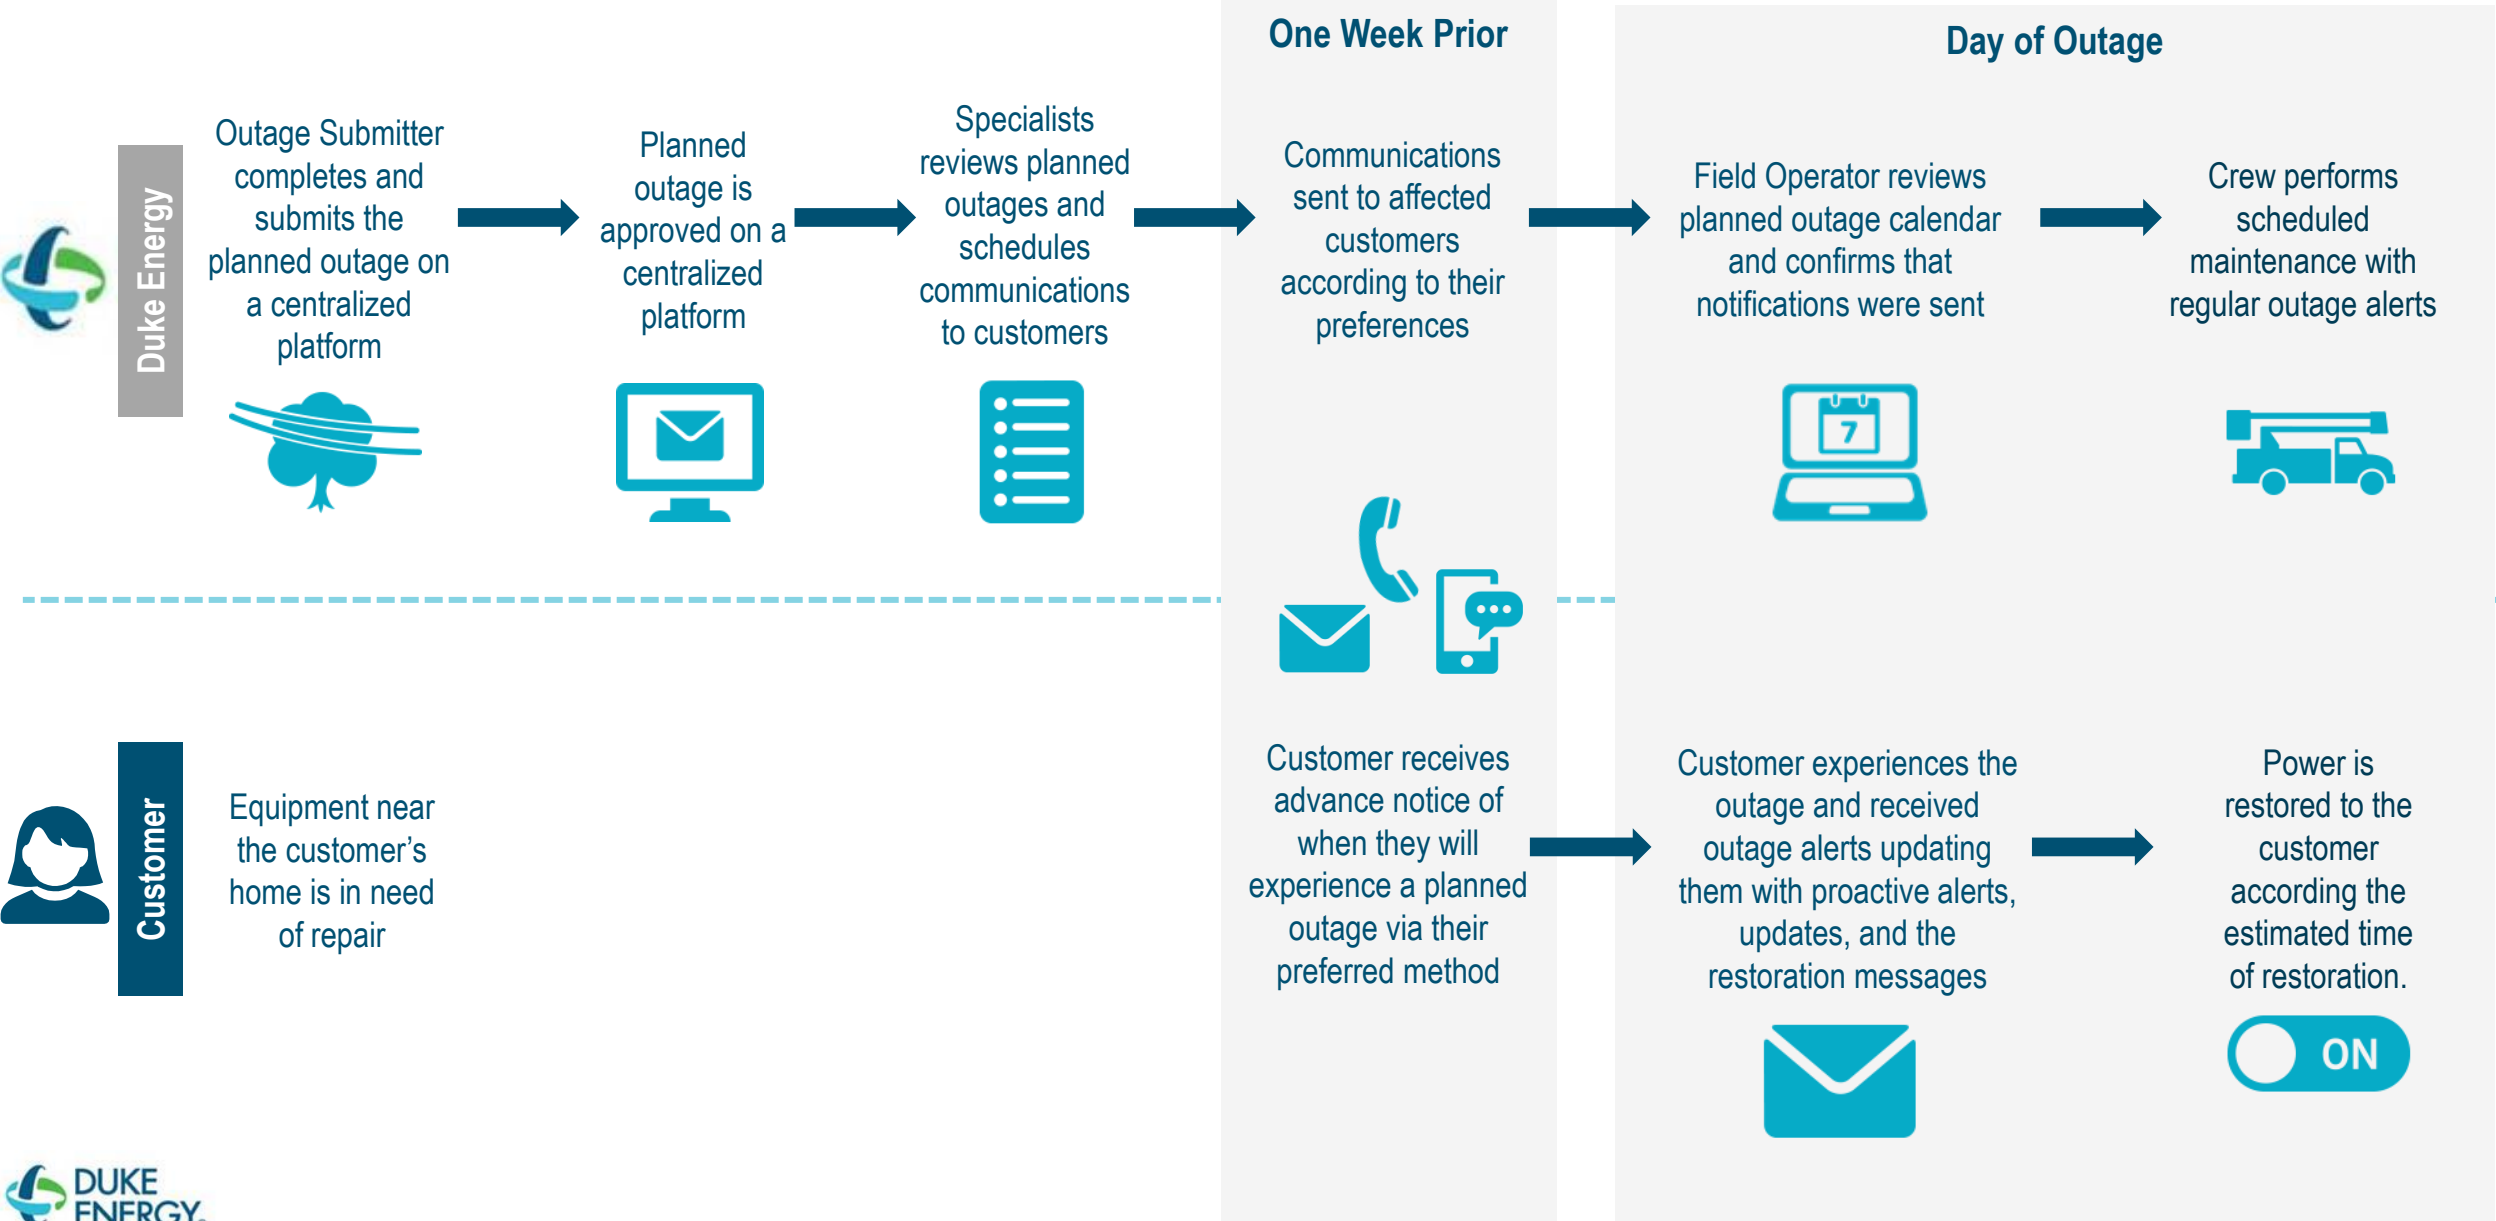 One Week Prior
Day of Outage
Duke Energy
Outage Submitter
completes and
submits the
planned outage on
a centralized
platform
Planned
outage is
approved on a
centralized
platform
Specialists
reviews planned
outages and
schedules
communications
to customers
Communications
sent to affected
customers
according to their
preferences
Field Operator reviews
planned outage calendar
and confirms that
notifications were sent
7
Crew performs
scheduled
maintenance with
regular outage alerts
Customer
Equipment near
the customer's
home is in need
of repair
Customer receives
advance notice of
when they will
experience a planned
outage via their
preferred method
Customer experiences the
outage and received
outage alerts updating
them with proactive alerts,
updates, and the
restoration messages
Power is
restored to the
customer
according the
estimated time
of restoration.
ON
DUKE
ENERGY.